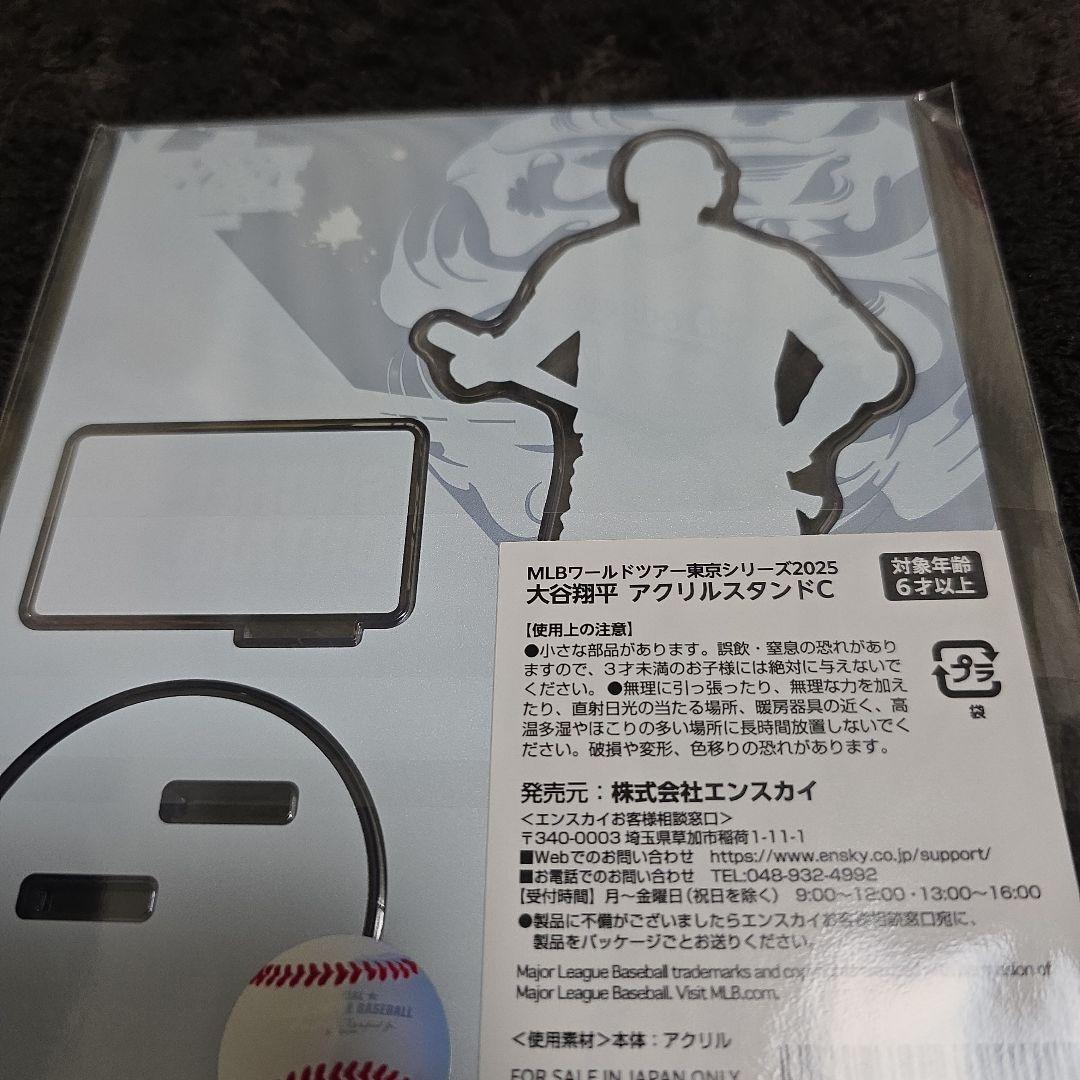 MLBワールドツアー東京シリーズ2025
大谷翔平 アクリルスタンドC
対象年齢
6才以上
【使用上の注意】
●小さな部品があります。誤飲・窒息の恐れがあり
ますので、3才未満のお子様には絶対に与えないで
ください。●無理に引っ張ったり、無理な力を加え
たり、直射日光の当たる場所、暖房器具の近く、高
温多湿やほこりの多い場所に長時間放置しないでく
ださい。破損や変形、色移りの恐れがあります。
プラ
袋
発売元：株式会社エンスカイ
＜エンスカイお客様相談窓口＞
〒340-0003 埼玉県草加市稲荷1-11-1
■Webでのお問い合わせ https://www.ensky.co.jp/support/
■お電話でのお問い合わせ TEL:048-932-4992
【受付時間】月～金曜日（祝日を除く） 9:00～12:00・13:00～16:00
●製品に不備がございましたらエンスカイお客様相談窓口宛に、
製品をパッケージごとお送りください。
Major League Baseball trademarks and of
Major League Baseball. Visit MLB.com.
＜使用素材＞本体：アクリル
FOR SALE IN JAPAN ONLY
BASEBALL